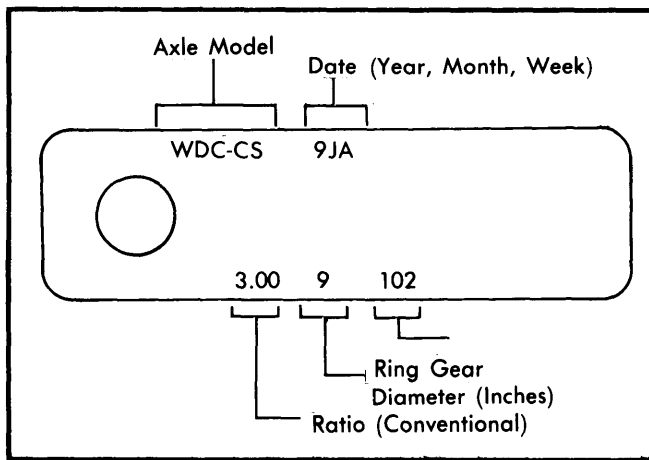 Axle Model
Date (Year, Month, Week)
WDC-CS 9JA
3.00 9 102
Ring Gear
Diameter (Inches)
Ratio (Conventional)